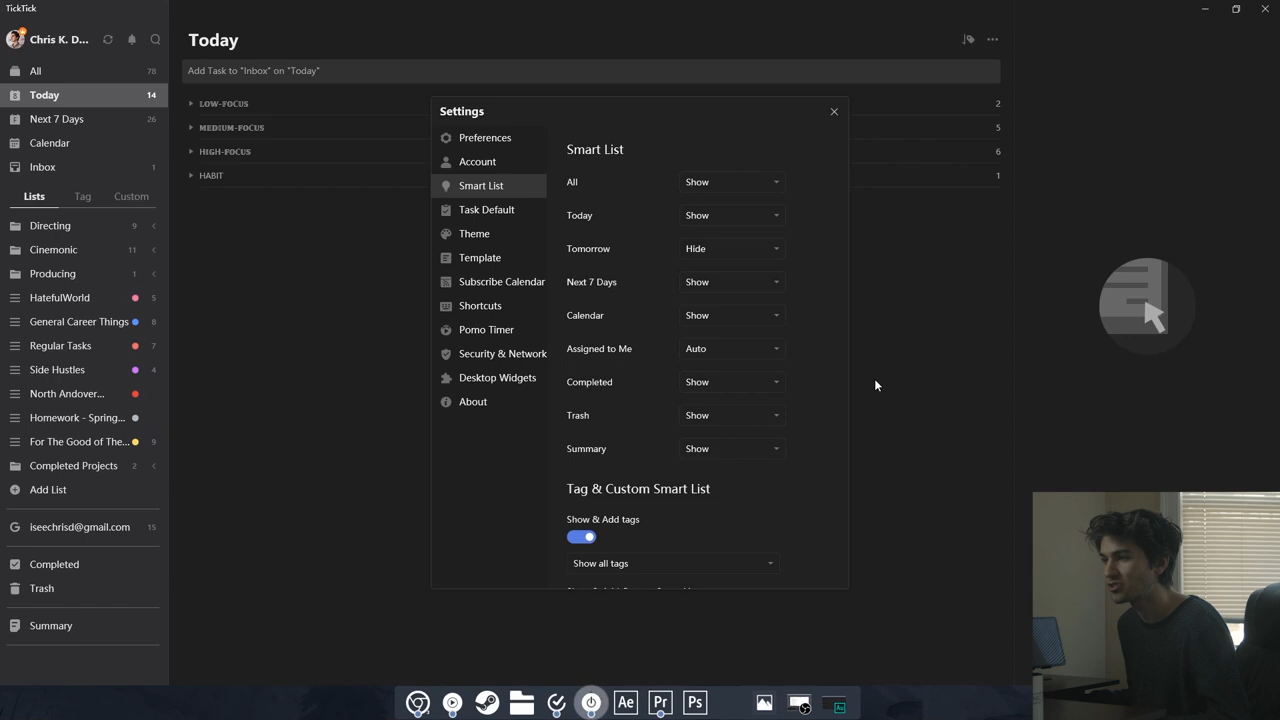 TickTick
Chris K. D...
All 78
Today 14
Next 7 Days 26
Calendar
Inbox 1
Lists Tag Custom
Directing 9
Cinemonic 11
Producing 1
HatefulWorld 5
General Career Things 8
Regular Tasks 7
Side Hustles 4
North Andover...
Homework - Spring...
For The Good of The... 9
Completed Projects 2
Add List
iseechrisd@gmail.com 15
Completed
Trash
Summary
Today
Add Task to "Inbox" on "Today"
LOW-FOCUS 2
MEDIUM-FOCUS 5
HIGH-FOCUS 6
HABIT 1
Settings
Preferences
Account
Smart List
Task Default
Theme
Template
Subscribe Calendar
Shortcuts
Pomo Timer
Security & Network
Desktop Widgets
About
Smart List
All Show
Today Show
Tomorrow Hide
Next 7 Days Show
Calendar Show
Assigned to Me Auto
Completed Show
Trash Show
Summary Show
Tag & Custom Smart List
Show & Add tags
Show all tags
Ae Pr Ps